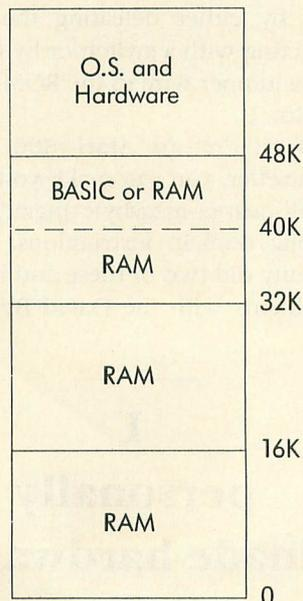 O.S. and
Hardware
48K
BASIC or RAM
40K
RAM
32K
RAM
16K
RAM
0